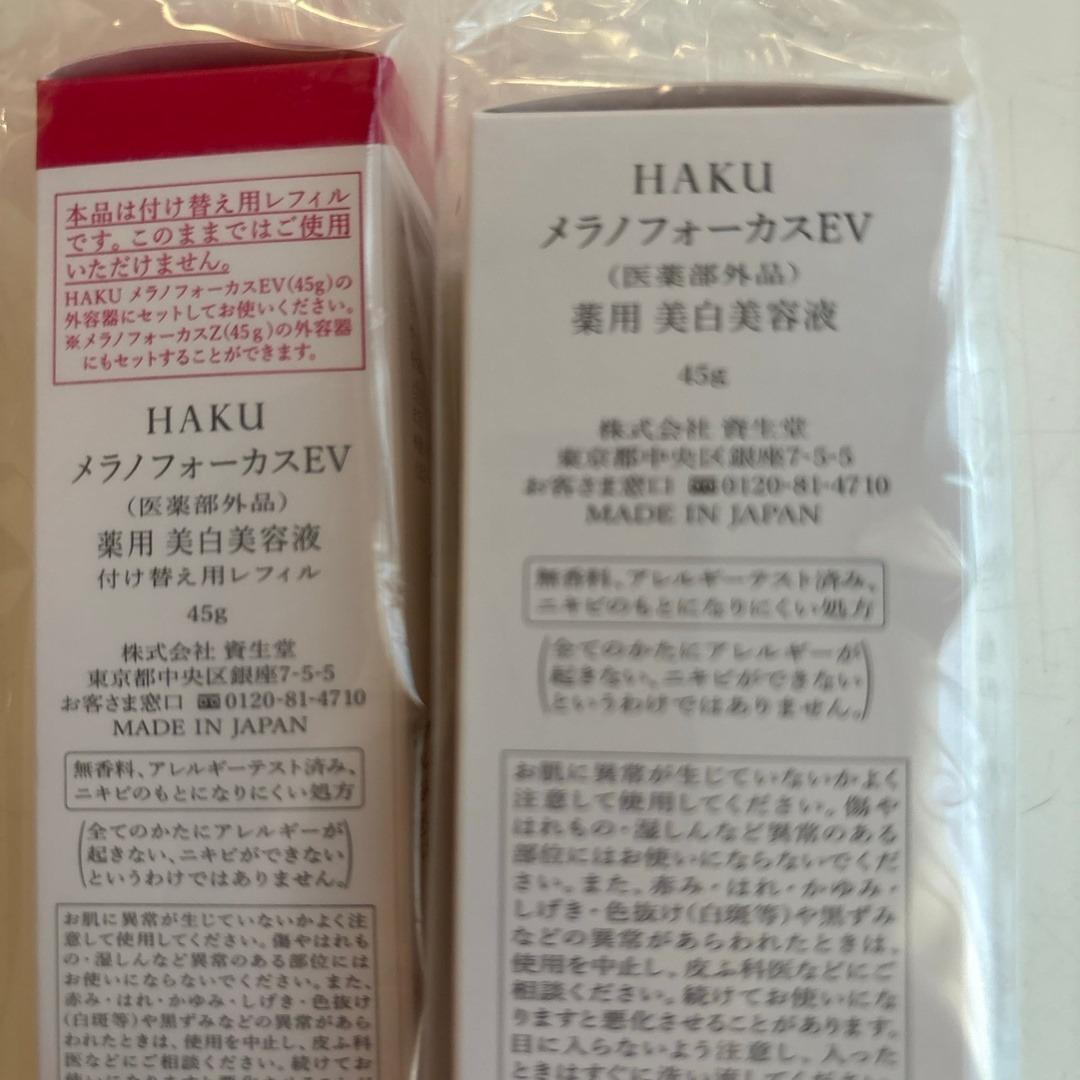 本品は付け替え用レフィル
です。このままではご使用
いただけません。
HAKU メラノフォーカスEV(45g)の
外容器にセットしてお使いください。
※メラノフォーカスZ(45g)の外容器
にもセットすることができます。
HAKU
メラノフォーカスEV
(医薬部外品)
薬用 美白美容液
付け替え用レフィル
45g
株式会社 資生堂
東京都中央区銀座7-5-5
お客さま窓口 0120-81-4710
MADE IN JAPAN
無香料、アレルギーテスト済み、
ニキビのもとになりにくい処方
(全てのかたにアレルギーが
起きない、ニキビができない
というわけではありません。)
お肌に異常が生じていないかよく注
意して使用してください。傷やはれも
の・湿しんなど異常のある部位には
お使いにならないでください。また、
赤み・はれ・かゆみ・しげき・色抜け
(白斑等)や黒ずみなどの異常があら
われたときは、使用を中止し、皮ふ科
医などにご相談ください。続けてお
HAKU
メラノフォーカスEV
(医薬部外品)
薬用 美白美容液
45g
株式会社 資生堂
東京都中央区銀座7-5-5
お客さま窓口 0120-81-4710
MADE IN JAPAN
無香料、アレルギーテスト済み、
ニキビのもとになりにくい処方
(全てのかたにアレルギーが
起きない、ニキビができない
というわけではありません。)
お肌に異常が生じていないかよく
注意して使用してください。傷や
はれもの・湿しんなど異常のある
部位にはお使いにならないでくだ
さい。また、赤み・はれ・かゆみ・
しげき・色抜け(白斑等)や黒ずみ
などの異常があらわれたときは、
使用を中止し、皮ふ科医などにご
相談ください。続けてお使いにな
りますと悪化させることがあります。
目に入らないよう注意し、入った
ときはすぐに洗い流してください。